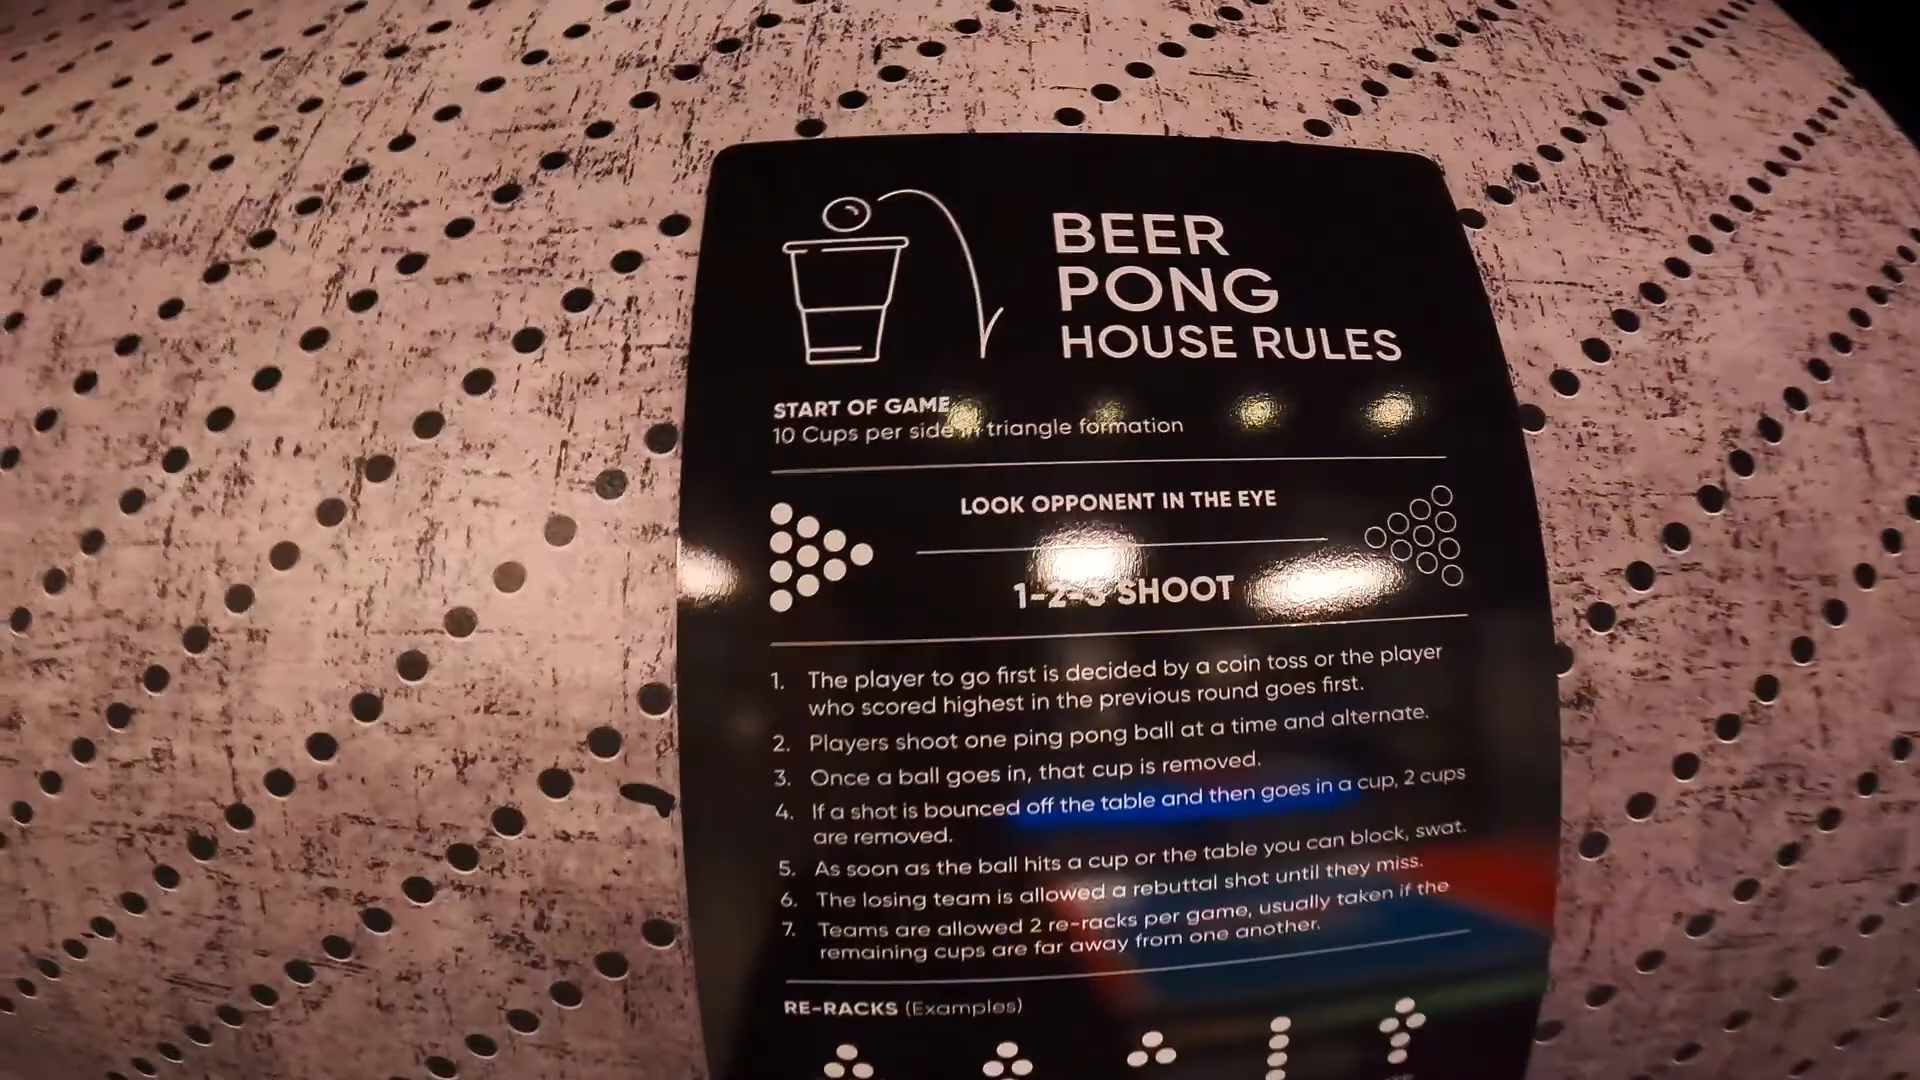 BEER
PONG
HOUSE RULES
START OF GAME
10 Cups per side in triangle formation
LOOK OPPONENT IN THE EYE
1-2-3 SHOOT
1. The player to go first is decided by a coin toss or the player
who scored highest in the previous round goes first.
2. Players shoot one ping pong ball at a time and alternate.
3. Once a ball goes in, that cup is removed.
4. If a shot is bounced off the table and then goes in a cup, 2 cups
are removed.
5. As soon as the ball hits a cup or the table you can block, swat.
6. The losing team is allowed a rebuttal shot until they miss.
7. Teams are allowed 2 re-racks per game, usually taken if the
remaining cups are far away from one another.
RE-RACKS (Examples)